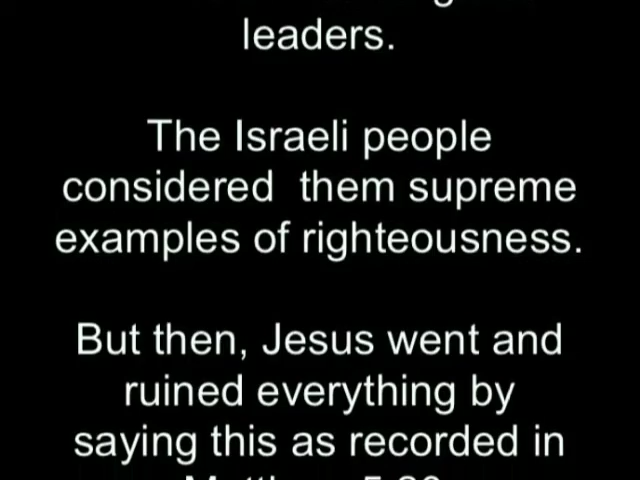 leaders.
The Israeli people
considered  them supreme
examples of righteousness.
But then, Jesus went and
ruined everything by
saying this as recorded in